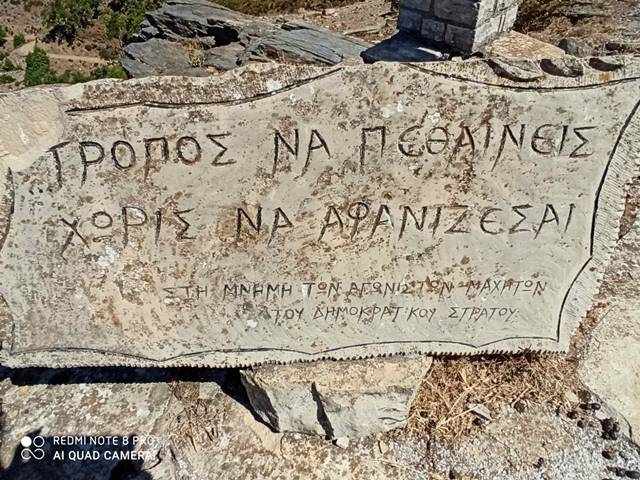 ΤΡΟΠΟΣ ΝΑ ΠΕΘΑΙΝΕΙΣ
ΧΩΡΙΣ ΝΑ ΑΦΑΝΙΖΕΣΑΙ
ΣΤΗ ΜΝΗΜΗ ΤΩΝ ΑΓΩΝΙΣΤΩΝ ΜΑΧΗΤΩΝ
ΤΟΥ ΔΗΜΟΚΡΑΤΙΚΟΥ ΣΤΡΑΤΟΥ
REDMI NOTE 8 PRO
AI QUAD CAMERA